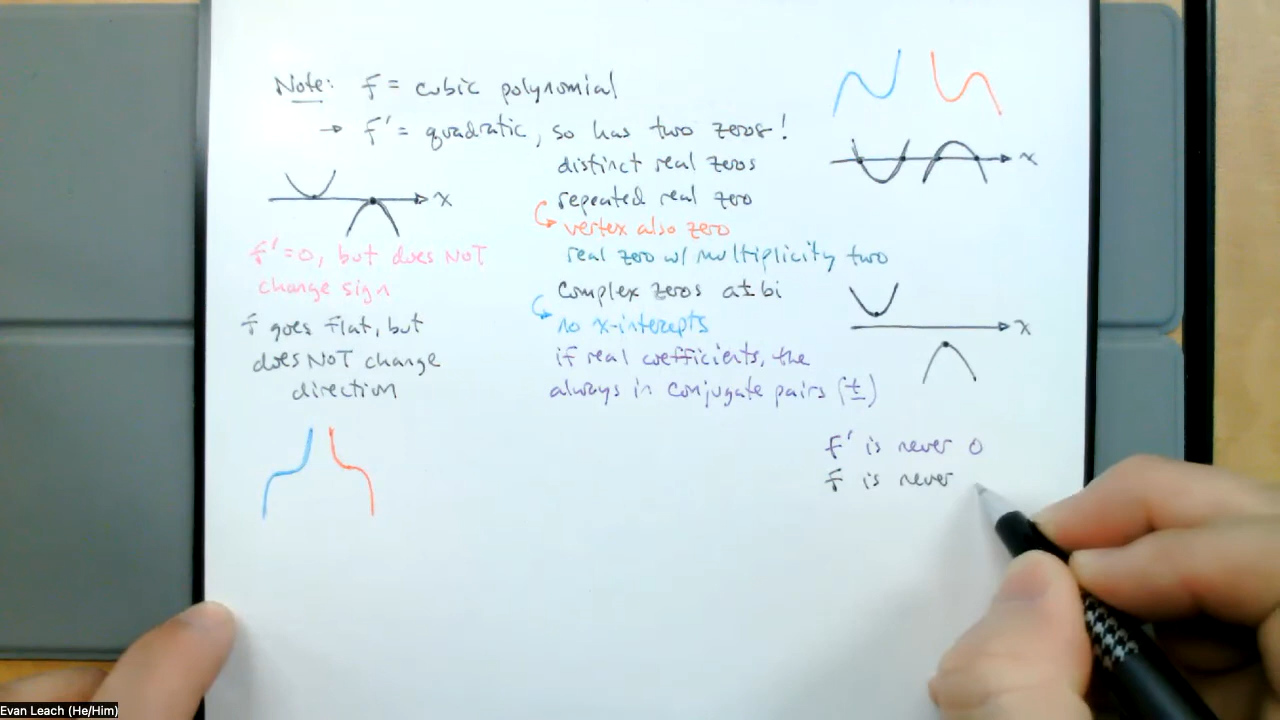 Note: f = cubic polynomial
→ f' = quadratic, so has two zeros!
distinct real zeros
repeated real zero
vertex also zero
real zero w/ multiplicity two
complex zeros a±bi
no x-intercepts
if real coefficients, the
always in conjugate pairs (±)
x
f'=0, but does NOT
change sign
f goes flat, but
does NOT change
direction
x
x
f' is never 0
f is never
Evan Leach (He/Him)